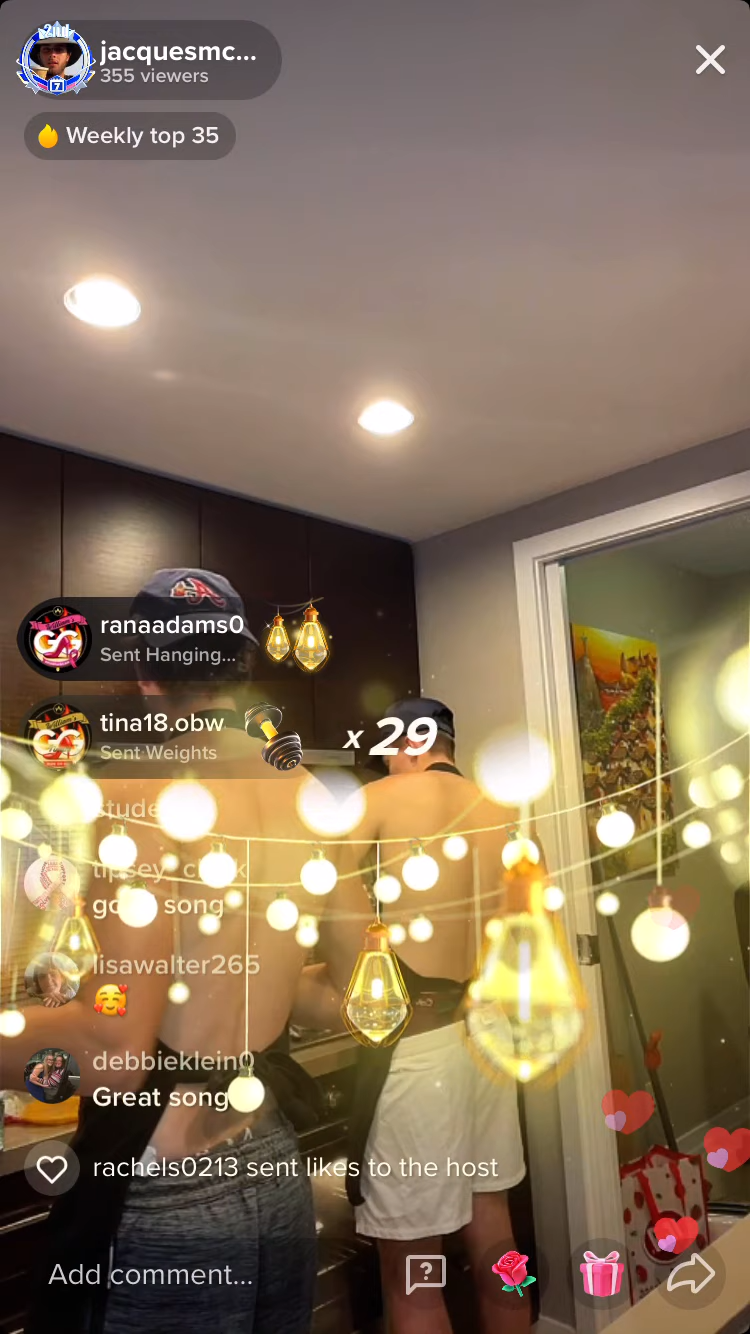 jacquesmc...
355 viewers
Weekly top 35
ranaadams0
Sent Hanging...
tina18.obw
Sent Weights
x 29
stude
lisawalter265
debbieklein0
Great song
rachels0213 sent likes to the host
Add comment...